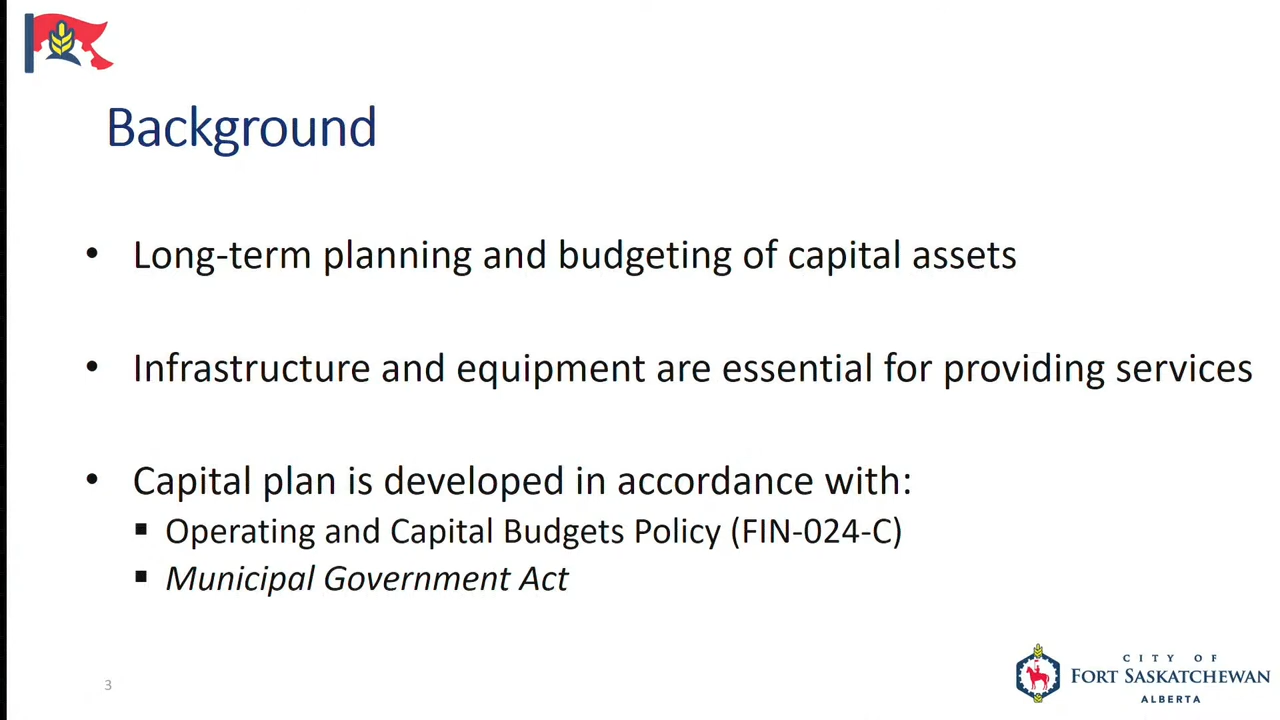 Background
• Long-term planning and budgeting of capital assets
• Infrastructure and equipment are essential for providing services
• Capital plan is developed in accordance with:
▪ Operating and Capital Budgets Policy (FIN-024-C)
▪ Municipal Government Act
3
CITY OF
FORT SASKATCHEWAN
ALBERTA